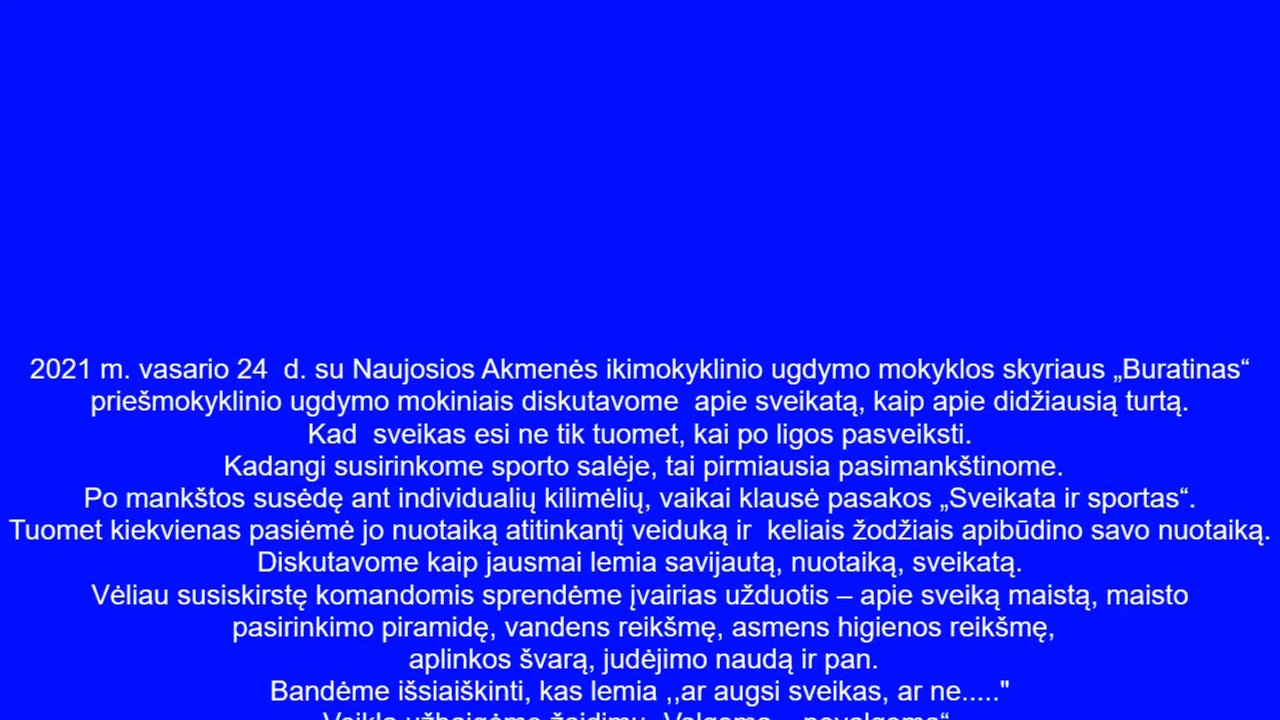 2021 m. vasario 24  d. su Naujosios Akmenės ikimokyklinio ugdymo mokyklos skyriaus „Buratinas“
priešmokyklinio ugdymo mokiniais diskutavome  apie sveikatą, kaip apie didžiausią turtą.
Kad  sveikas esi ne tik tuomet, kai po ligos pasveiksti.
Kadangi susirinkome sporto salėje, tai pirmiausia pasimankštinome.
Po mankštos susėdę ant individualių kilimėlių, vaikai klausė pasakos „Sveikata ir sportas“.
Tuomet kiekvienas pasiėmė jo nuotaiką atitinkantį veiduką ir  keliais žodžiais apibūdino savo nuotaiką.
Diskutavome kaip jausmai lemia savijautą, nuotaiką, sveikatą.
Vėliau susiskirstę komandomis sprendėme įvairias užduotis – apie sveiką maistą, maisto
pasirinkimo piramidę, vandens reikšmę, asmens higienos reikšmę,
aplinkos švarą, judėjimo naudą ir pan.
Bandėme išsiaiškinti, kas lemia ,,ar augsi sveikas, ar ne....."